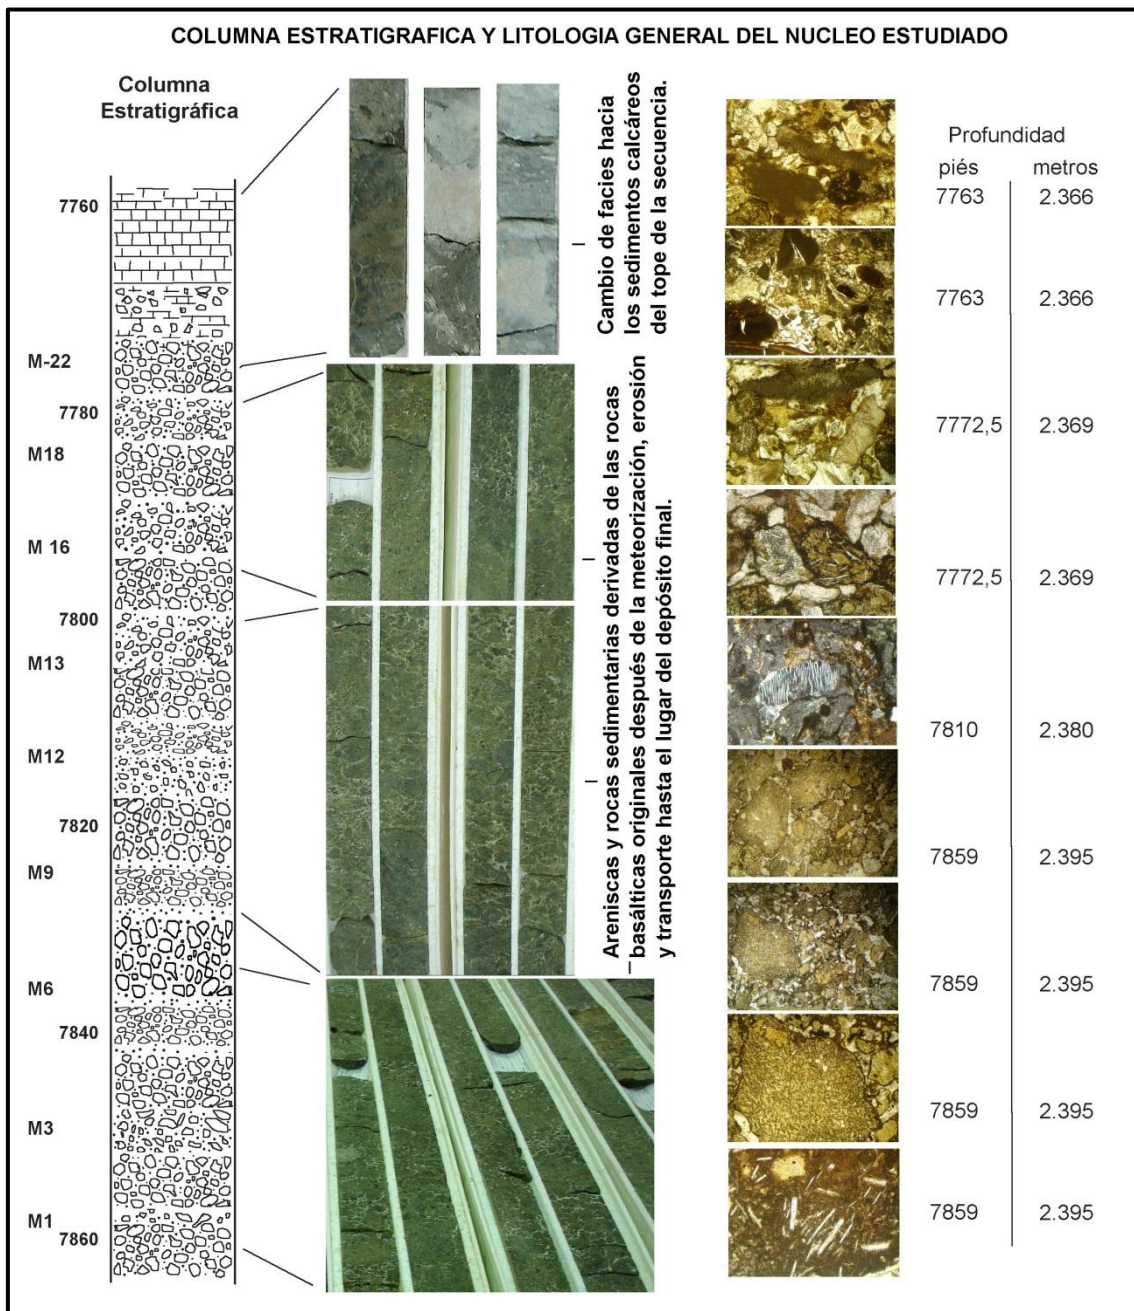 COLUMNA ESTRATIGRAFICA Y LITOLOGIA GENERAL DEL NUCLEO ESTUDIADO
Columna
Estratigráfica
7760
M-22
7780
M18
M 16
7800
M13
M12
7820
M9
M6
7840
M3
M1
7860
Cambio de facies hacia
los sedimentos calcáreos
del tope de la secuencia.
Areniscas y rocas sedimentarias derivadas de las rocas
basálticas originales después de la meteorización, erosión
y transporte hasta el lugar del depósito final.
Profundidad
piés metros
7763 2.366
7763 2.366
7772,5 2.369
7772,5 2.369
7810 2.380
7859 2.395
7859 2.395
7859 2.395
7859 2.395